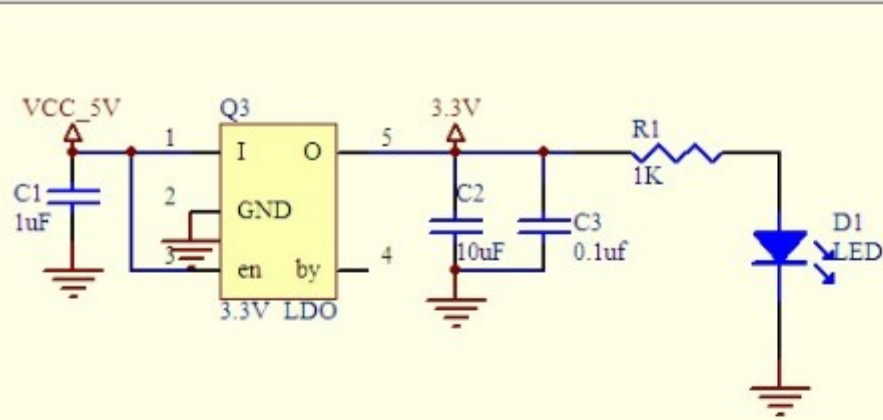 VCC_5V
Q3
3.3V
R1
1
I
O
5
1K
C1
1uF
2
GND
C2
10uF
C3
0.1uf
D1
LED
3
en
by
4
3.3V LDO